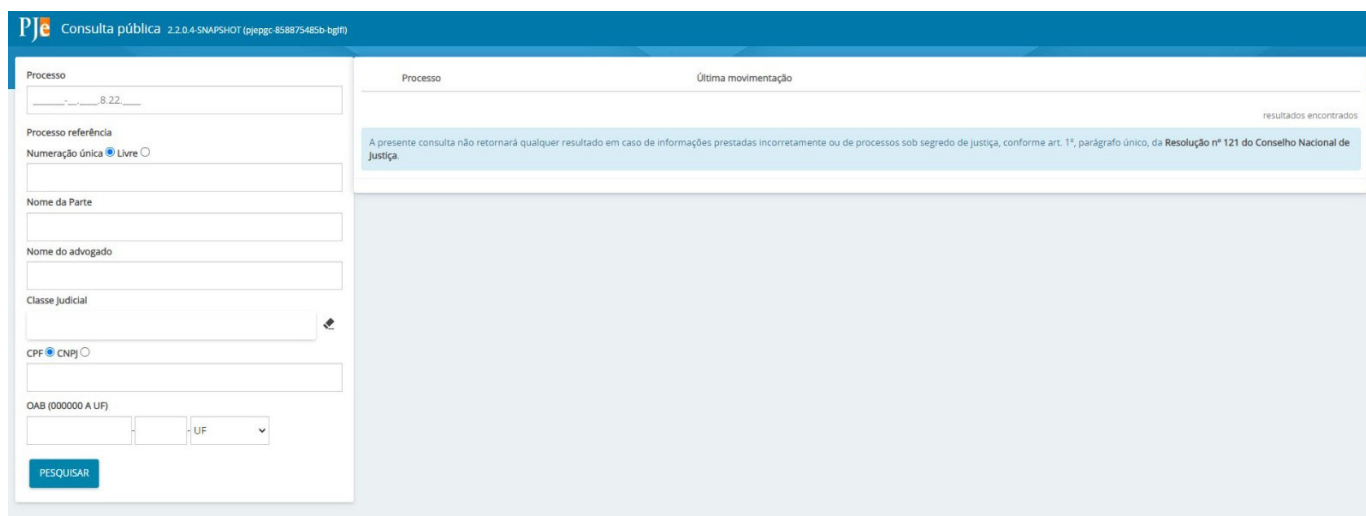 PJe Consulta pública 2.2.0.4-SNAPSHOT (pjepgc-858875485b-bglfl)
Processo
_______-__.____.8.22.____
Processo referência
Numeração única Livre
Nome da Parte
Nome do advogado
Classe Judicial
CPF CNPJ
OAB (000000 A UF)
- - UF
PESQUISAR
Processo Última movimentação
resultados encontrados
A presente consulta não retornará qualquer resultado em caso de informações prestadas incorretamente ou de processos sob segredo de justiça, conforme art. 1º, parágrafo único, da Resolução nº 121 do Conselho Nacional de
Justiça.